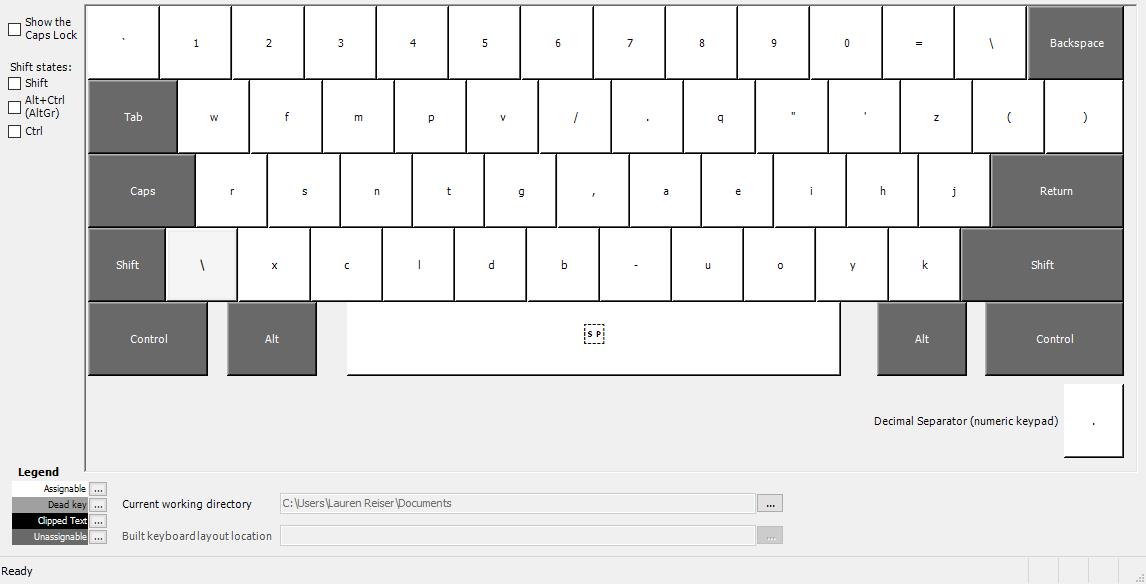 Show the
Caps Lock
Shift states:
Shift
Alt+Ctrl
(AltGr)
Ctrl
` 1 2 3 4 5 6 7 8 9 0 = \ Backspace
Tab w f m p v / . q " ' z ( )
Caps r s n t g , a e i h j Return
Shift \ x c l d b - u o y k Shift
Control Alt SP Alt Control
Decimal Separator (numeric keypad) .
Legend
Assignable ...
Dead key ...
Clipped Text ...
Unassignable ...
Current working directory C:\Users\Lauren Reiser\Documents ...
Built keyboard layout location ...
Ready